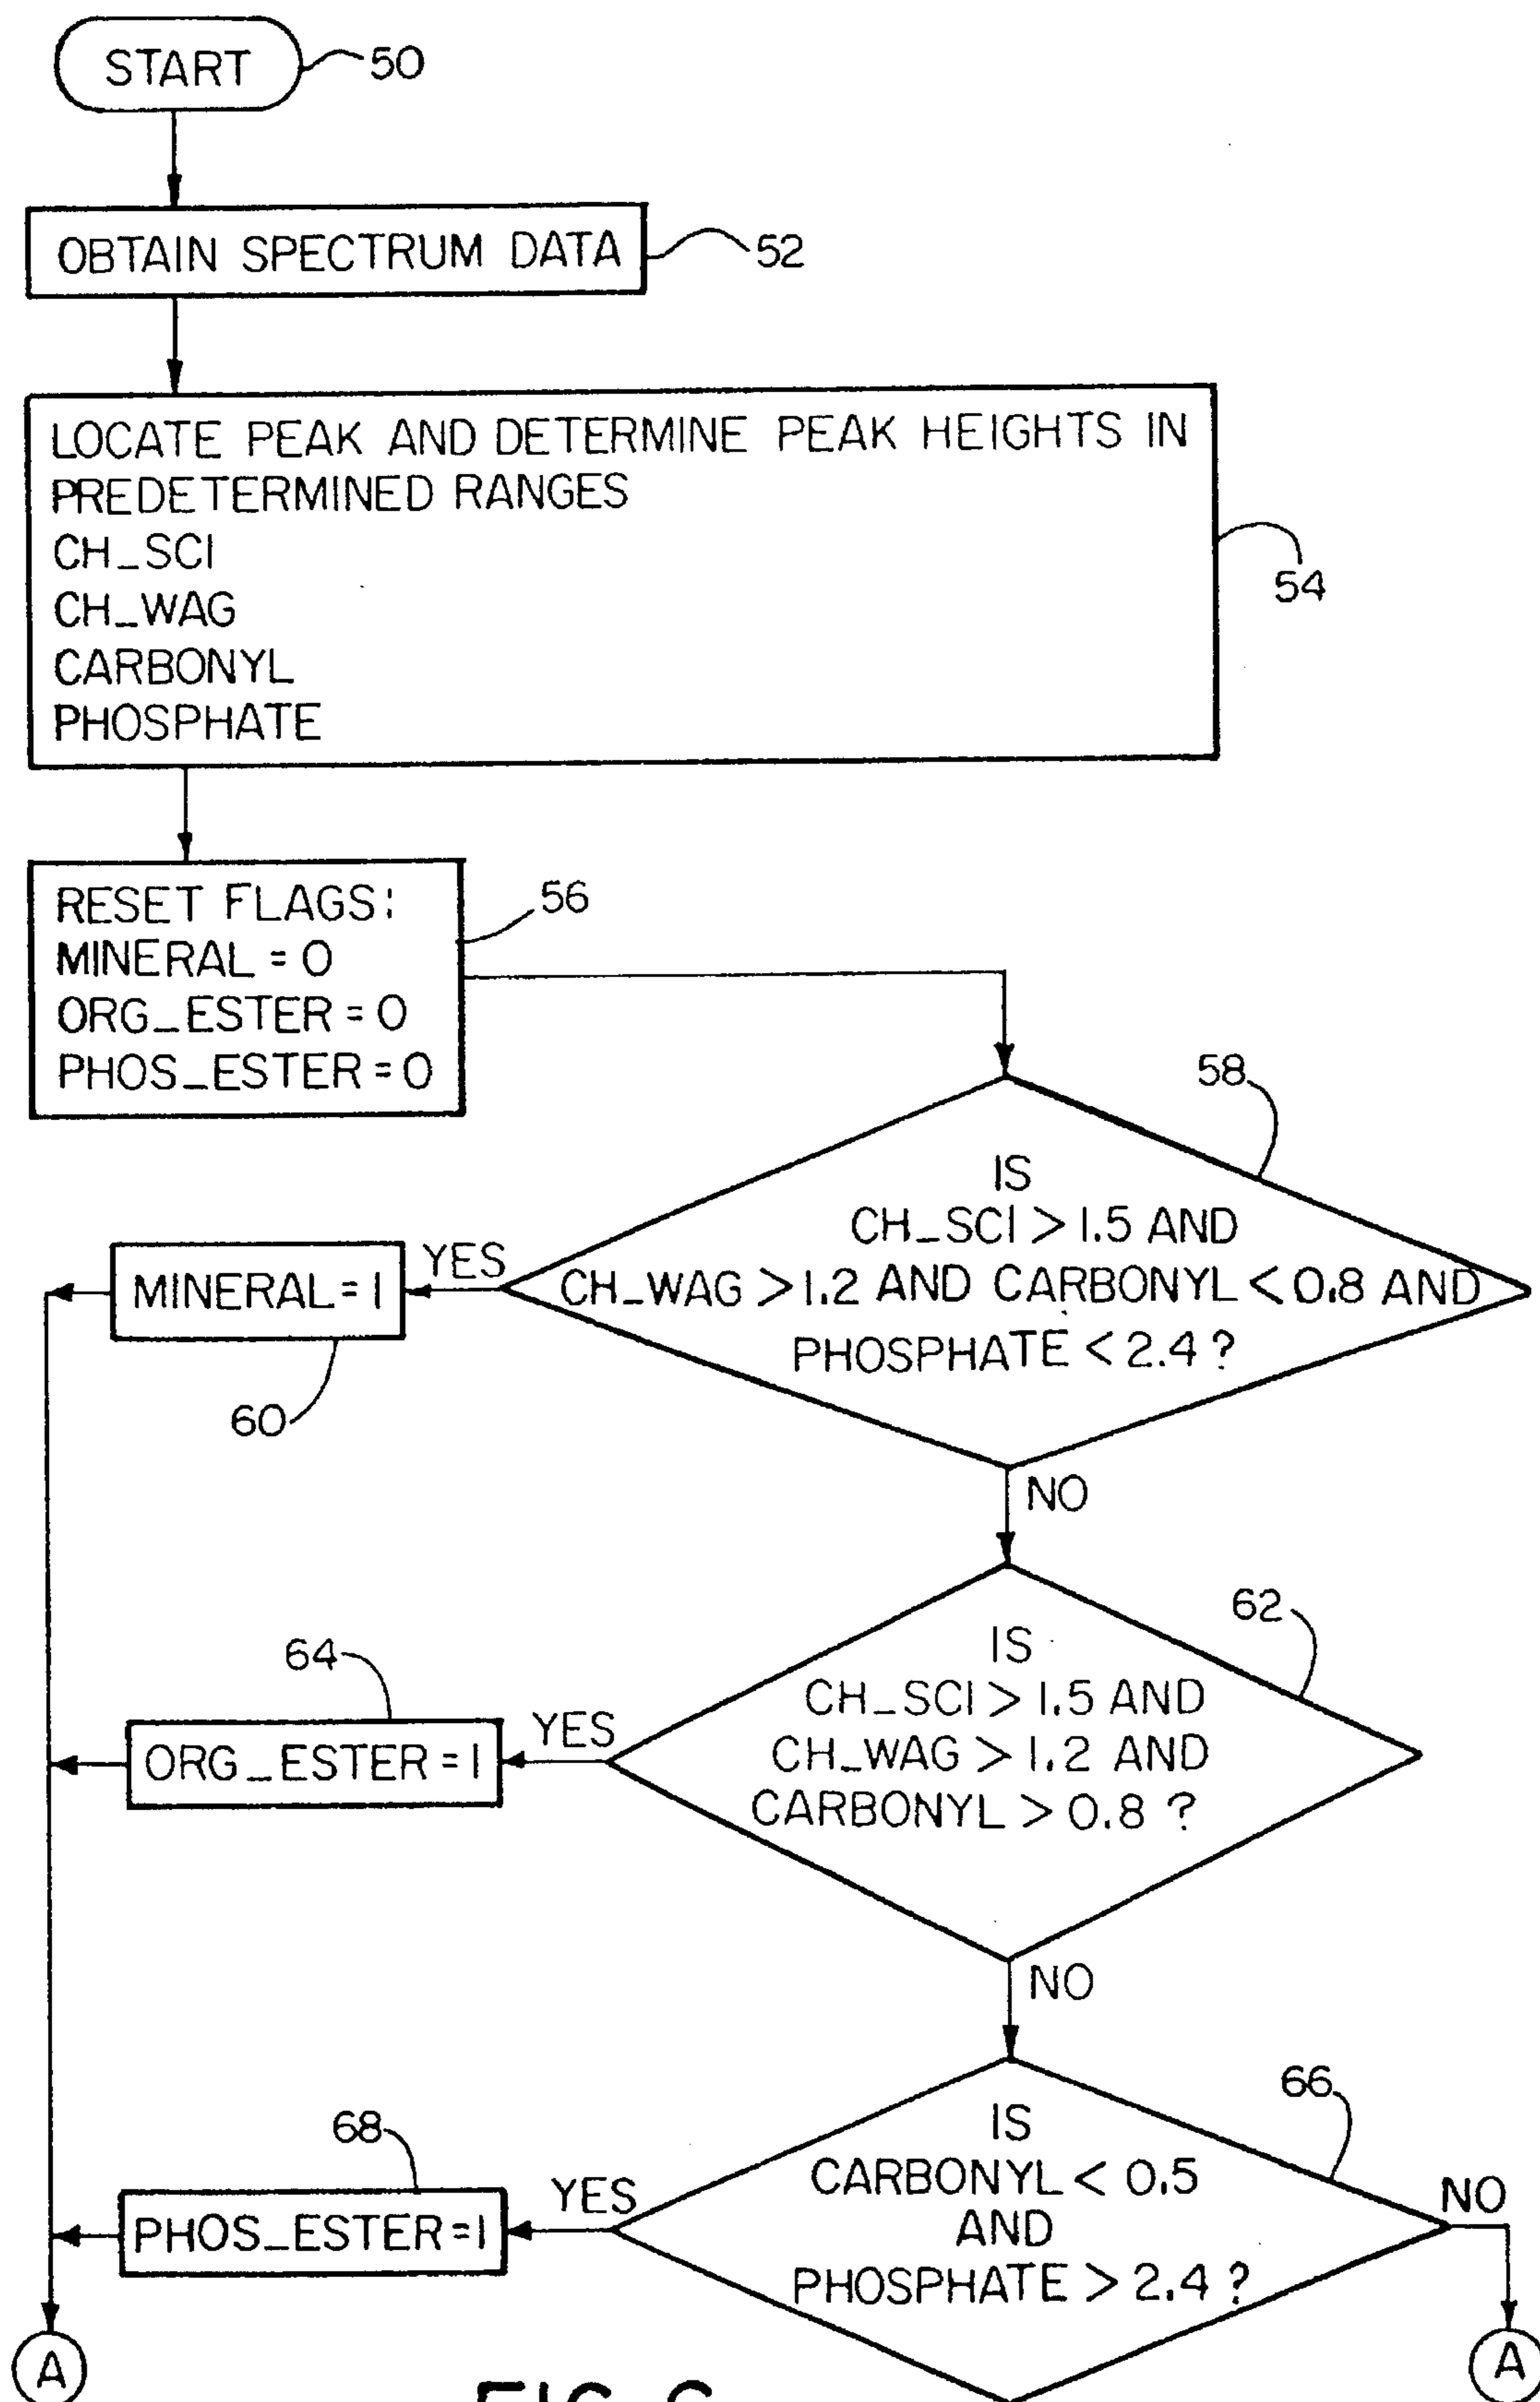 START
50
OBTAIN SPECTRUM DATA
52
LOCATE PEAK AND DETERMINE PEAK HEIGHTS IN
PREDETERMINED RANGES
CH_SCI
CH_WAG
CARBONYL
PHOSPHATE
54
RESET FLAGS:
MINERAL = 0
ORG_ESTER = 0
PHOS_ESTER = 0
56
58
IS
CH_SCI > 1.5 AND
CH_WAG > 1.2 AND CARBONYL < 0.8 AND
PHOSPHATE < 2.4 ?
YES
MINERAL = 1
60
NO
62
IS
CH_SCI > 1.5 AND
CH_WAG > 1.2 AND
CARBONYL > 0.8 ?
YES
64
ORG_ESTER = 1
NO
66
IS
CARBONYL < 0.5
AND
PHOSPHATE > 2.4 ?
YES
68
PHOS_ESTER = 1
NO
A
A